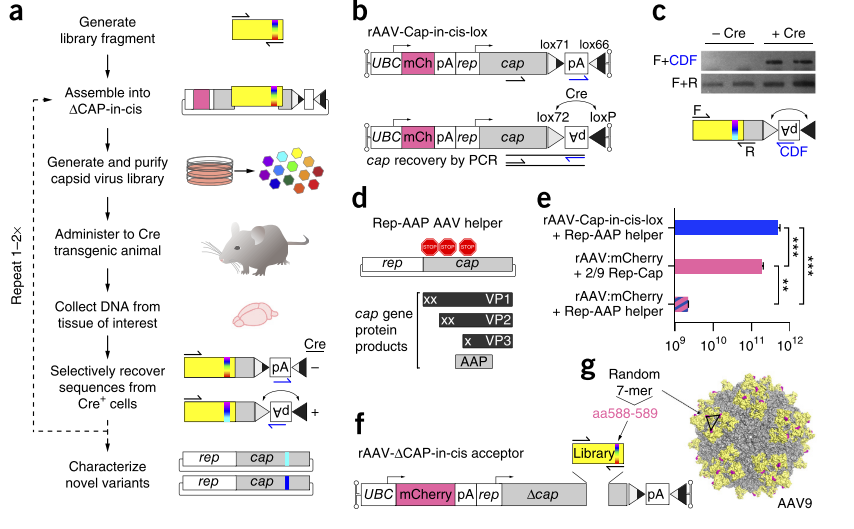 a
Generate
library fragment
Assemble into
ΔCAP-in-cis
Generate and purify
capsid virus library
Administer to Cre
transgenic animal
Collect DNA from
tissue of interest
Selectively recover
sequences from
Cre+ cells
Characterize
novel variants
Repeat 1–2×
Cre
pA
–
pA
+
rep cap
rep cap
b
rAAV-Cap-in-cis-lox
lox71 lox66
UBC mCh pA rep cap pA
Cre
lox72 loxP
UBC mCh pA rep cap pA
cap recovery by PCR
c
– Cre + Cre
F+CDF
F+R
F
pA
R CDF
d
Rep-AAP AAV helper
STOP STOP STOP
rep cap
cap gene
protein
products
xx VP1
xx VP2
x VP3
AAP
e
rAAV-Cap-in-cis-lox
+ Rep-AAP helper
rAAV:mCherry
+ 2/9 Rep-Cap
rAAV:mCherry
+ Rep-AAP helper
***
**
***
10^9 10^10 10^11 10^12
f
rAAV-ΔCAP-in-cis acceptor
Library
UBC mCherry pA rep Δcap pA
g
Random
7-mer
aa588-589
AAV9